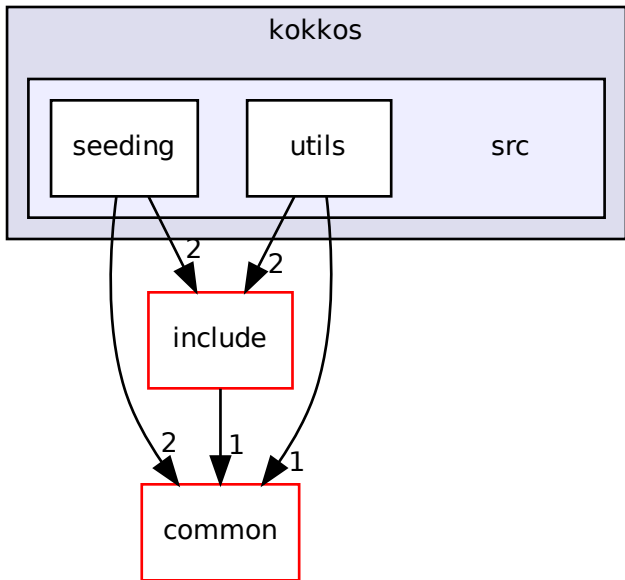 kokkos
seeding
utils
src
2
2
include
2
1
1
common